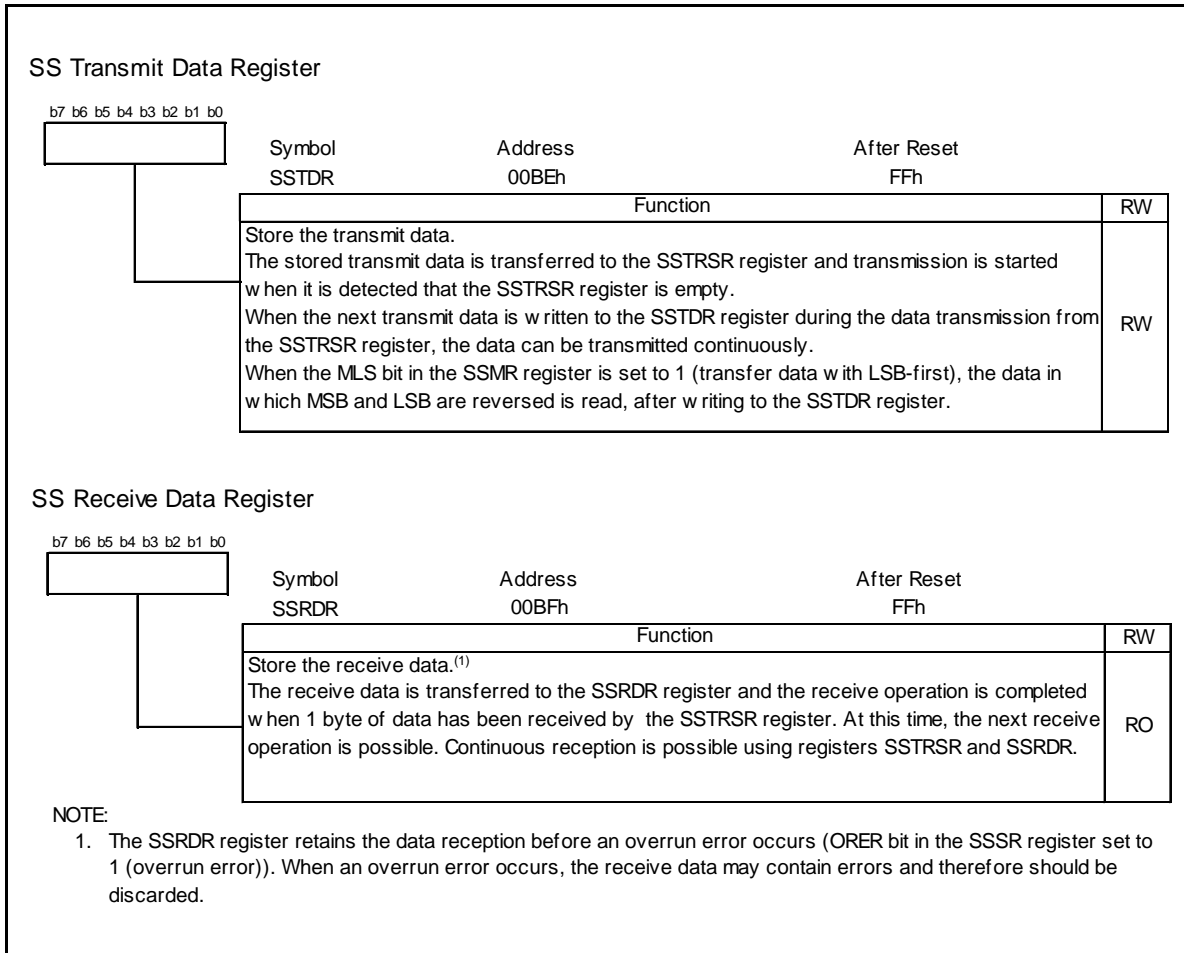 SS Transmit Data Register
b7 b6 b5 b4 b3 b2 b1 b0
Symbol Address After Reset
SSTDR 00BEh FFh
Function RW
Store the transmit data.
The stored transmit data is transferred to the SSTRSR register and transmission is started
when it is detected that the SSTRSR register is empty.
When the next transmit data is written to the SSTDR register during the data transmission from
the SSTRSR register, the data can be transmitted continuously.
When the MLS bit in the SSMR register is set to 1 (transfer data with LSB-first), the data in
which MSB and LSB are reversed is read, after writing to the SSTDR register.
RW
SS Receive Data Register
b7 b6 b5 b4 b3 b2 b1 b0
Symbol Address After Reset
SSRDR 00BFh FFh
Function RW
Store the receive data.(1)
The receive data is transferred to the SSRDR register and the receive operation is completed
when 1 byte of data has been received by the SSTRSR register. At this time, the next receive
operation is possible. Continuous reception is possible using registers SSTRSR and SSRDR.
RO
NOTE:
1. The SSRDR register retains the data reception before an overrun error occurs (ORER bit in the SSSR register set to
1 (overrun error)). When an overrun error occurs, the receive data may contain errors and therefore should be
discarded.